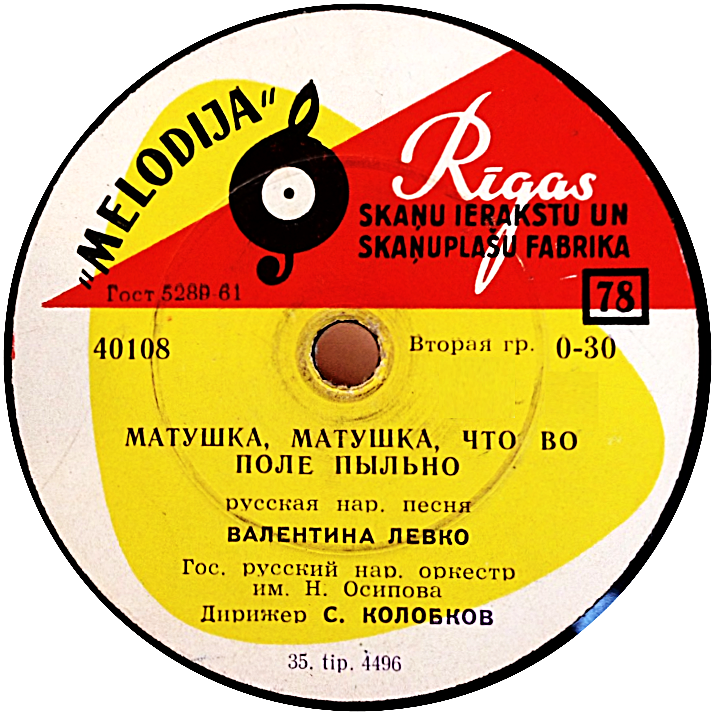 "MELODIJA"
Rīgas
SKAŅU IERAKSTU UN
SKAŅUPLAŠU FABRIKA
Гост 5289-61
78
40108
Вторая гр. 0-30
МАТУШКА, МАТУШКА, ЧТО ВО
ПОЛЕ ПЫЛЬНО
русская нар. песня
ВАЛЕНТИНА ЛЕВКО
Гос. русский нар. оркестр
им. Н. Осипова
Дирижер С. КОЛОБКОВ
35. tip. 4496